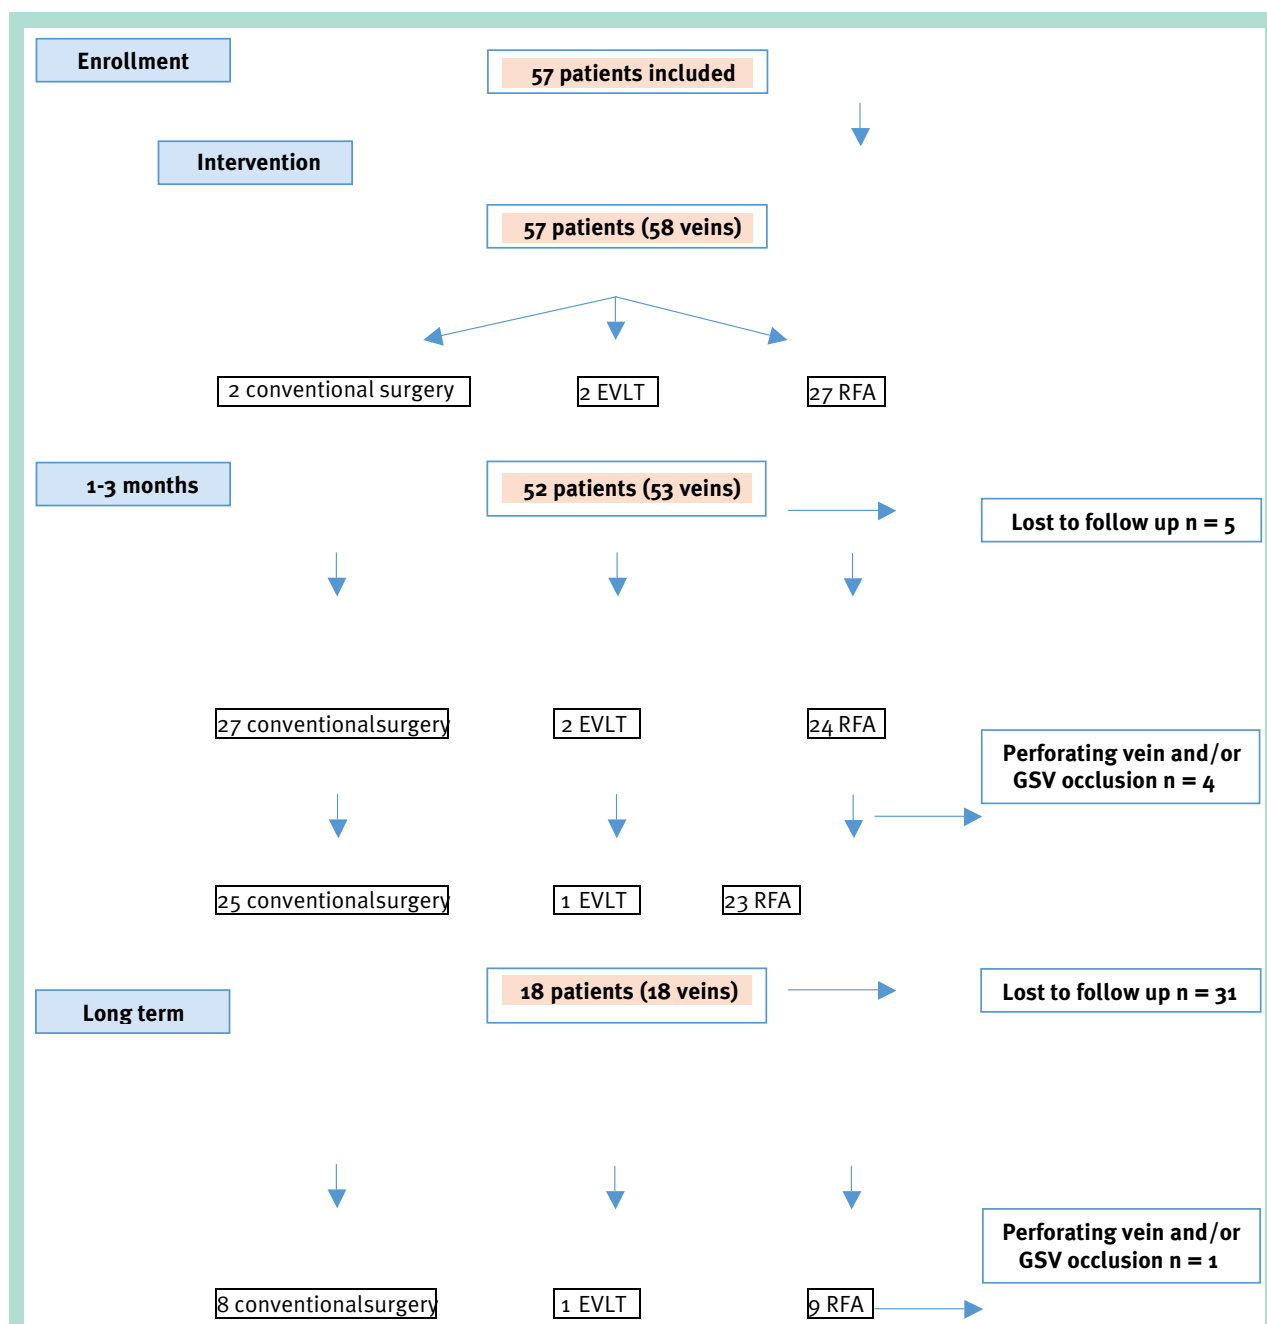 Enrollment
57 patients included
Intervention
57 patients (58 veins)
2 conventional surgery
2 EVLT
27 RFA
1-3 months
52 patients (53 veins)
Lost to follow up n = 5
27 conventionalsurgery
2 EVLT
24 RFA
Perforating vein and/or
GSV occlusion n = 4
25 conventionalsurgery
1 EVLT
23 RFA
Long term
18 patients (18 veins)
Lost to follow up n = 31
Perforating vein and/or
GSV occlusion n = 1
8 conventionalsurgery
1 EVLT
9 RFA